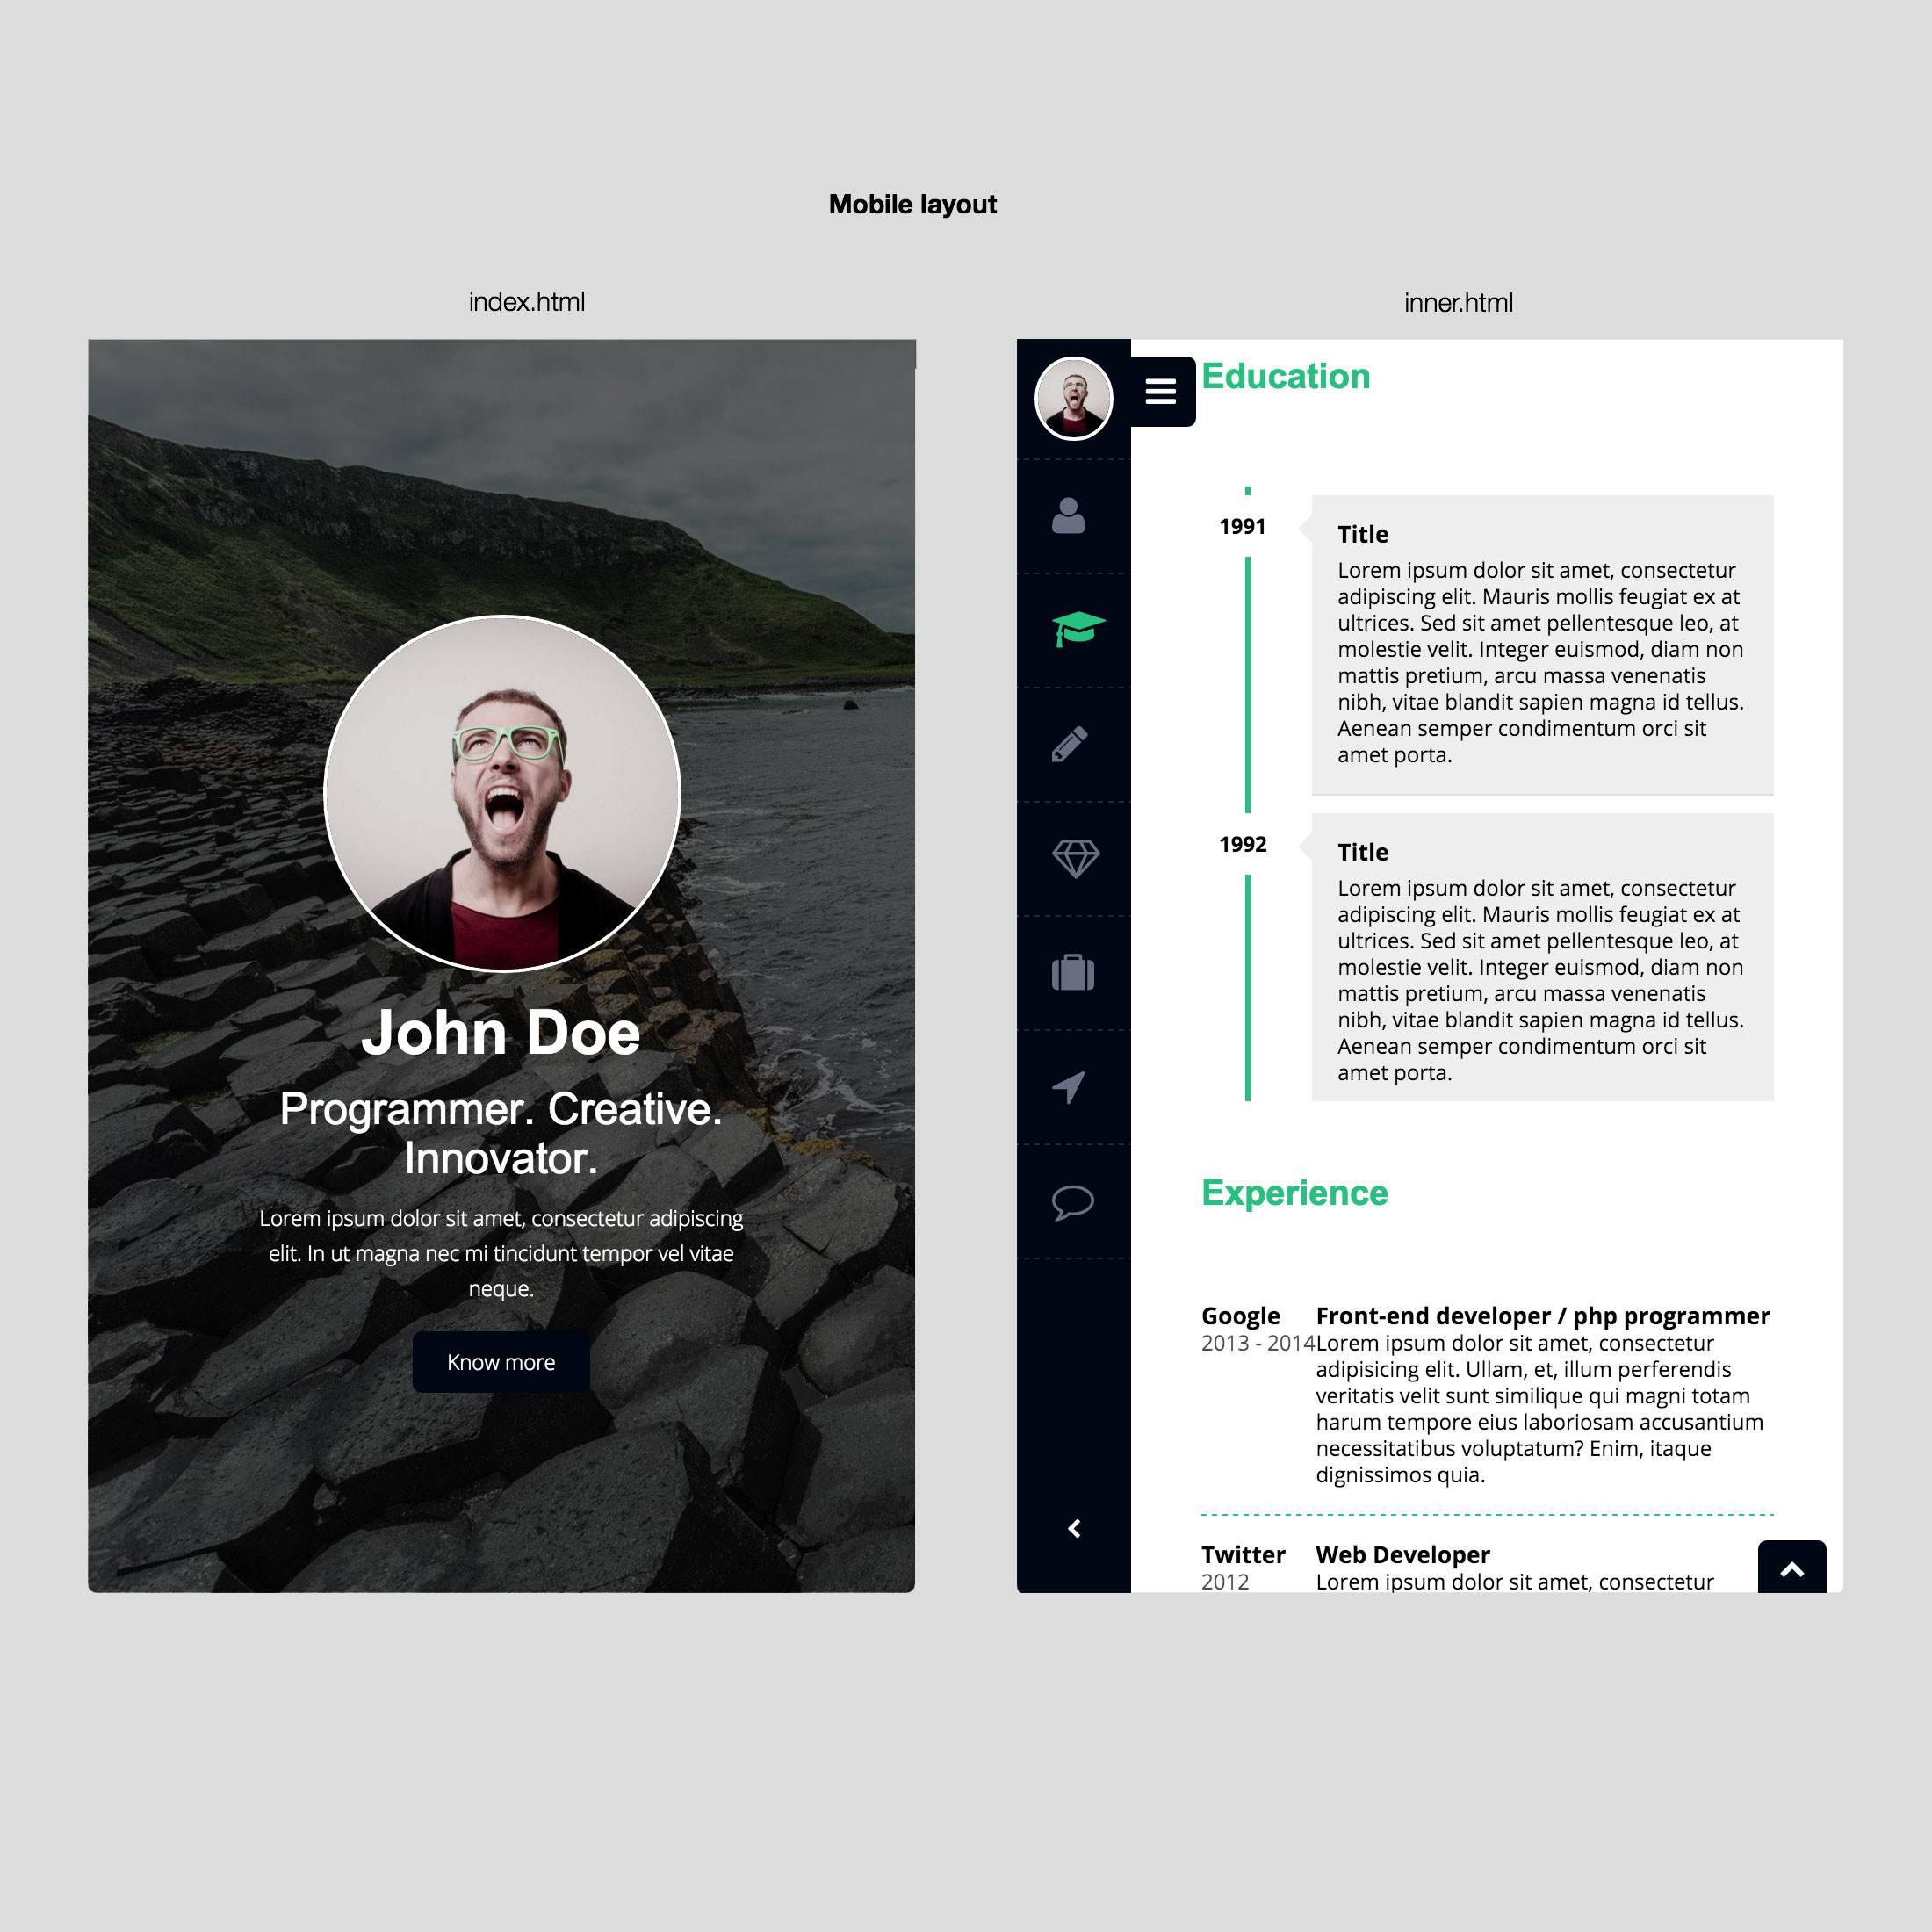 Mobile layout
index.html
John Doe
Programmer. Creative.
Innovator.
Lorem ipsum dolor sit amet, consectetur adipiscing
elit. In ut magna nec mi tincidunt tempor vel vitae
neque.
Know more
inner.html
Education
1991
Title
Lorem ipsum dolor sit amet, consectetur
adipiscing elit. Mauris mollis feugiat ex at
ultrices. Sed sit amet pellentesque leo, at
molestie velit. Integer euismod, diam non
mattis pretium, arcu massa venenatis
nibh, vitae blandit sapien magna id tellus.
Aenean semper condimentum orci sit
amet porta.
1992
Title
Lorem ipsum dolor sit amet, consectetur
adipiscing elit. Mauris mollis feugiat ex at
ultrices. Sed sit amet pellentesque leo, at
molestie velit. Integer euismod, diam non
mattis pretium, arcu massa venenatis
nibh, vitae blandit sapien magna id tellus.
Aenean semper condimentum orci sit
amet porta.
Experience
Google
2013 - 2014
Front-end developer / php programmer
Lorem ipsum dolor sit amet, consectetur
adipisicing elit. Ullam, et, illum perferendis
veritatis velit sunt similique qui magni totam
harum tempore eius laboriosam accusantium
necessitatibus voluptatum? Enim, itaque
dignissimos quia.
Twitter
2012
Web Developer
Lorem ipsum dolor sit amet, consectetur